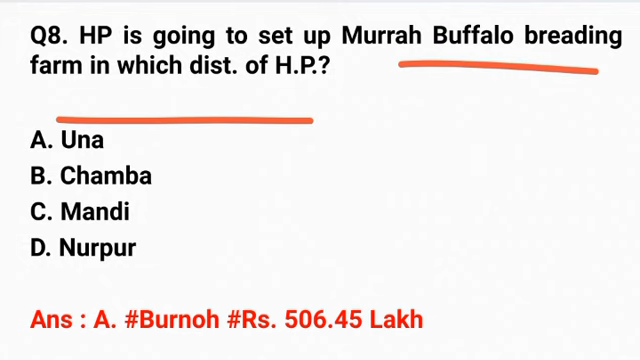 Q8. HP is going to set up Murrah Buffalo breading
farm in which dist. of H.P.?
A. Una
B. Chamba
C. Mandi
D. Nurpur
Ans : A. #Burnoh #Rs. 506.45 Lakh